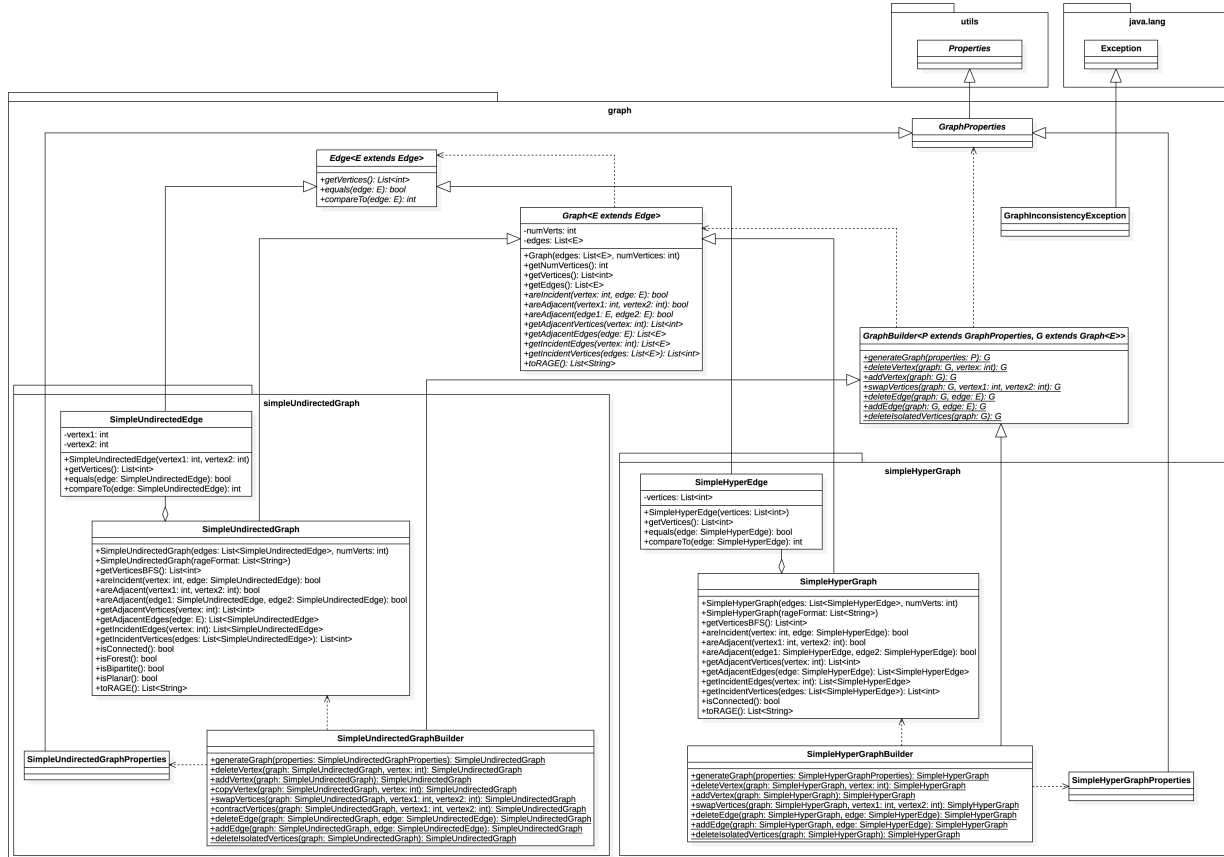 utils
Properties
java.lang
Exception
graph
GraphProperties
Edge<E extends Edge>
+getVertices(): List<int>
+equals(edge: E): bool
+compareTo(edge: E): int
Graph<E extends Edge>
-numVerts: int
-edges: List<E>
+Graph(edges: List<E>, numVertices: int)
+getNumVertices(): int
+getVertices(): List<int>
+getEdges(): List<E>
+areIncident(vertex: int, edge: E): bool
+areAdjacent(vertex1: int, vertex2: int): bool
+areAdjacent(edge1: E, edge2: E): bool
+getAdjacentVertices(vertex: int): List<int>
+getAdjacentEdges(edge: E): List<E>
+getIncidentEdges(vertex: int): List<E>
+getIncidentVertices(edges: List<E>): List<int>
+toRAGE(): List<String>
GraphInconsistencyException
GraphBuilder<P extends GraphProperties, G extends Graph<E>>
+generateGraph(properties: P): G
+deleteVertex(graph: G, vertex: int): G
+addVertex(graph: G): G
+swapVertices(graph: G, vertex1: int, vertex2: int): G
+deleteEdge(graph: G, edge: E): G
+addEdge(graph: G, edge: E): G
+deleteIsolatedVertices(graph: G): G
simpleUndirectedGraph
SimpleUndirectedEdge
-vertex1: int
-vertex2: int
+SimpleUndirectedEdge(vertex1: int, vertex2: int)
+getVertices(): List<int>
+equals(edge: SimpleUndirectedEdge): bool
+compareTo(edge: SimpleUndirectedEdge): int
SimpleUndirectedGraph
+SimpleUndirectedGraph(edges: List<SimpleUndirectedEdge>, numVerts: int)
+SimpleUndirectedGraph(rageFormat: List<String>)
+getVerticesBFS(): List<int>
+areIncident(vertex: int, edge: SimpleUndirectedEdge): bool
+areAdjacent(vertex1: int, vertex2: int): bool
+areAdjacent(edge1: SimpleUndirectedEdge, edge2: SimpleUndirectedEdge): bool
+getAdjacentVertices(vertex: int): List<int>
+getAdjacentEdges(edge: E): List<SimpleUndirectedEdge>
+getIncidentEdges(vertex: int): List<SimpleUndirectedEdge>
+getIncidentVertices(edges: List<SimpleUndirectedEdge>): List<int>
+isConnected(): bool
+isForest(): bool
+isBipartite(): bool
+isPlanar(): bool
+toRAGE(): List<String>
SimpleUndirectedGraphProperties
SimpleUndirectedGraphBuilder
+generateGraph(properties: SimpleUndirectedGraphProperties): SimpleUndirectedGraph
+deleteVertex(graph: SimpleUndirectedGraph, vertex: int): SimpleUndirectedGraph
+addVertex(graph: SimpleUndirectedGraph): SimpleUndirectedGraph
+copyVertex(graph: SimpleUndirectedGraph, vertex: int): SimpleUndirectedGraph
+swapVertices(graph: SimpleUndirectedGraph, vertex1: int, vertex2: int): SimpleUndirectedGraph
+contractVertices(graph: SimpleUndirectedGraph, vertex1: int, vertex2: int): SimpleUndirectedGraph
+deleteEdge(graph: SimpleUndirectedGraph, edge: SimpleUndirectedEdge): SimpleUndirectedGraph
+addEdge(graph: SimpleUndirectedGraph, edge: SimpleUndirectedEdge): SimpleUndirectedGraph
+deleteIsolatedVertices(graph: SimpleUndirectedGraph): SimpleUndirectedGraph
simpleHyperGraph
SimpleHyperEdge
-vertices: List<int>
+SimpleHyperEdge(vertices: List<int>)
+getVertices(): List<int>
+equals(edge: SimpleHyperEdge): bool
+compareTo(edge: SimpleHyperEdge): int
SimpleHyperGraph
+SimpleHyperGraph(edges: List<SimpleHyperEdge>, numVerts: int)
+SimpleHyperGraph(rageFormat: List<String>)
+getVerticesBFS(): List<int>
+areIncident(vertex: int, edge: SimpleHyperEdge): bool
+areAdjacent(vertex1: int, vertex2: int): bool
+areAdjacent(edge1: SimpleHyperEdge, edge2: SimpleHyperEdge): bool
+getAdjacentVertices(vertex: int): List<int>
+getAdjacentEdges(edge: SimpleHyperEdge): List<SimpleHyperEdge>
+getIncidentEdges(vertex: int): List<SimpleHyperEdge>
+getIncidentVertices(edges: List<SimpleHyperEdge>): List<int>
+isConnected(): bool
+toRAGE(): List<String>
SimpleHyperGraphBuilder
+generateGraph(properties: SimpleHyperGraphProperties): SimpleHyperGraph
+deleteVertex(graph: SimpleHyperGraph, vertex: int): SimpleHyperGraph
+addVertex(graph: SimpleHyperGraph): SimpleHyperGraph
+swapVertices(graph: SimpleHyperGraph, vertex1: int, vertex2: int): SimplyHyperGraph
+deleteEdge(graph: SimpleHyperGraph, edge: SimpleHyperEdge): SimpleHyperGraph
+addEdge(graph: SimpleHyperGraph, edge: SimpleHyperEdge): SimpleHyperGraph
+deleteIsolatedVertices(graph: SimpleHyperGraph): SimpleHyperGraph
SimpleHyperGraphProperties